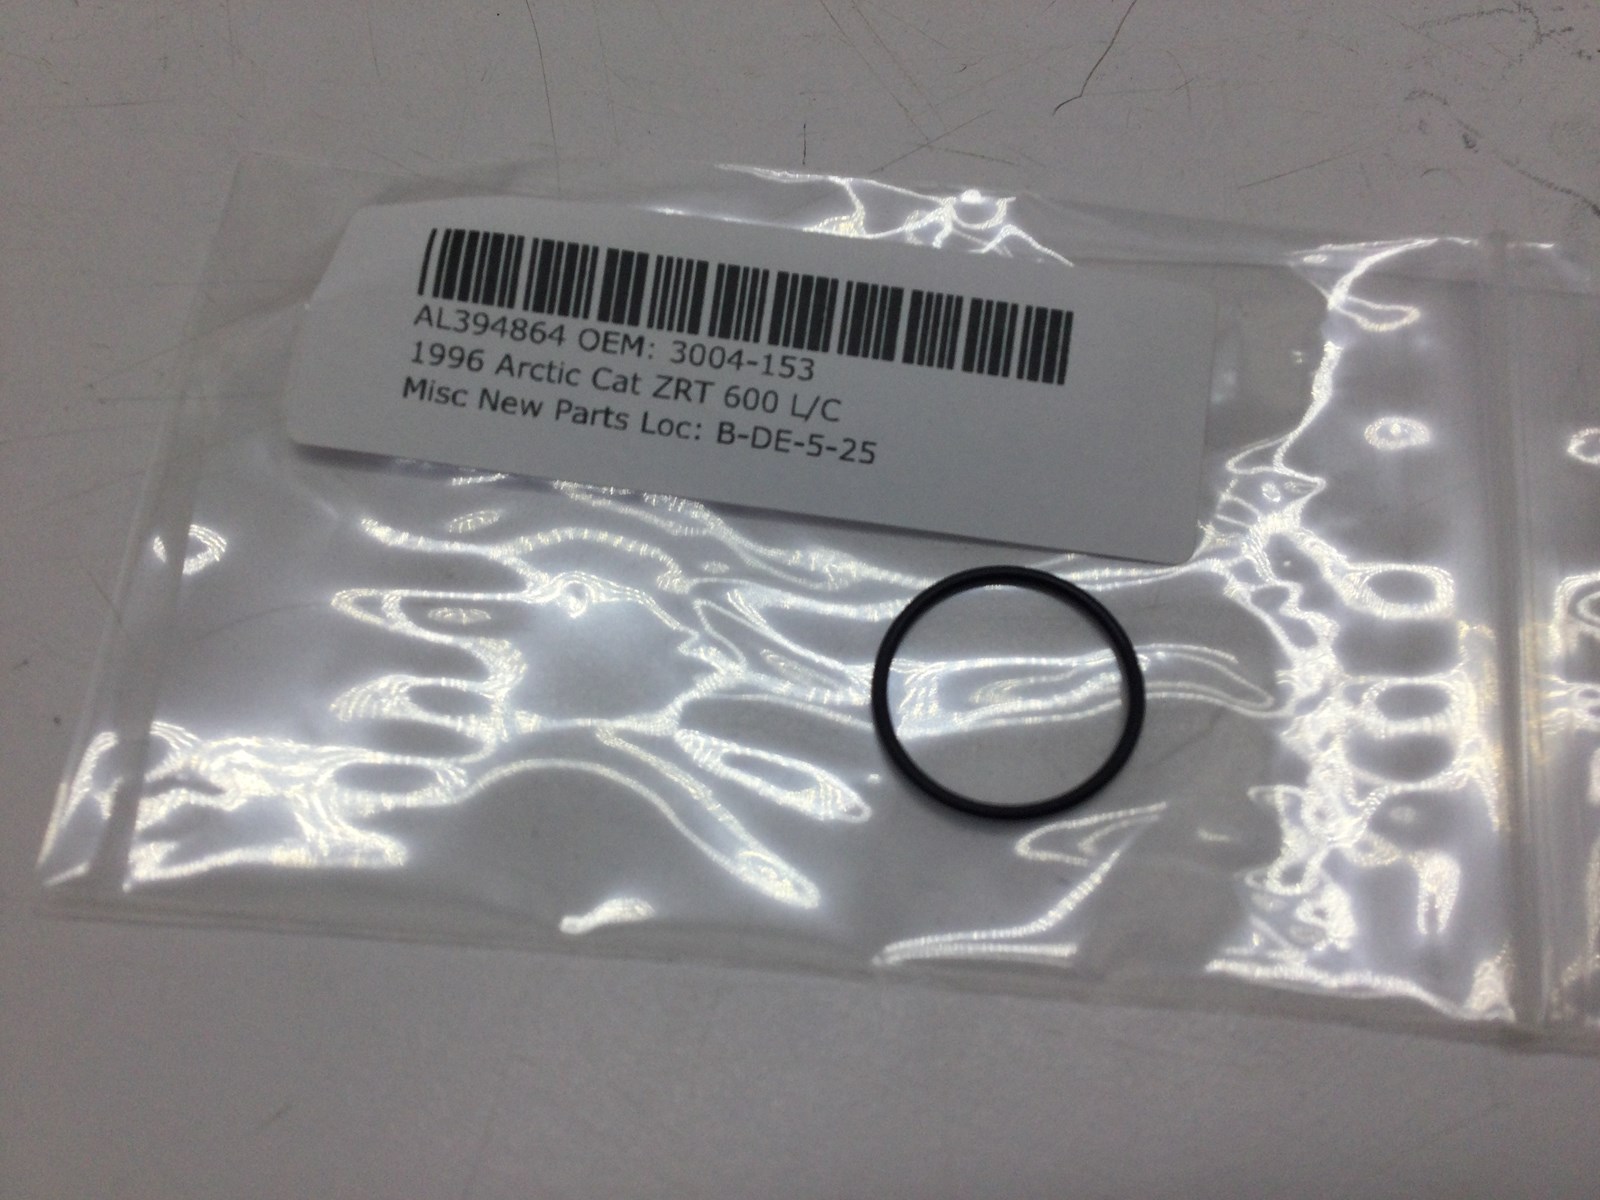 AL394864 OEM: 3004-153
1996 Arctic Cat ZRT 600 L/C
Misc New Parts Loc: B-DE-5-25